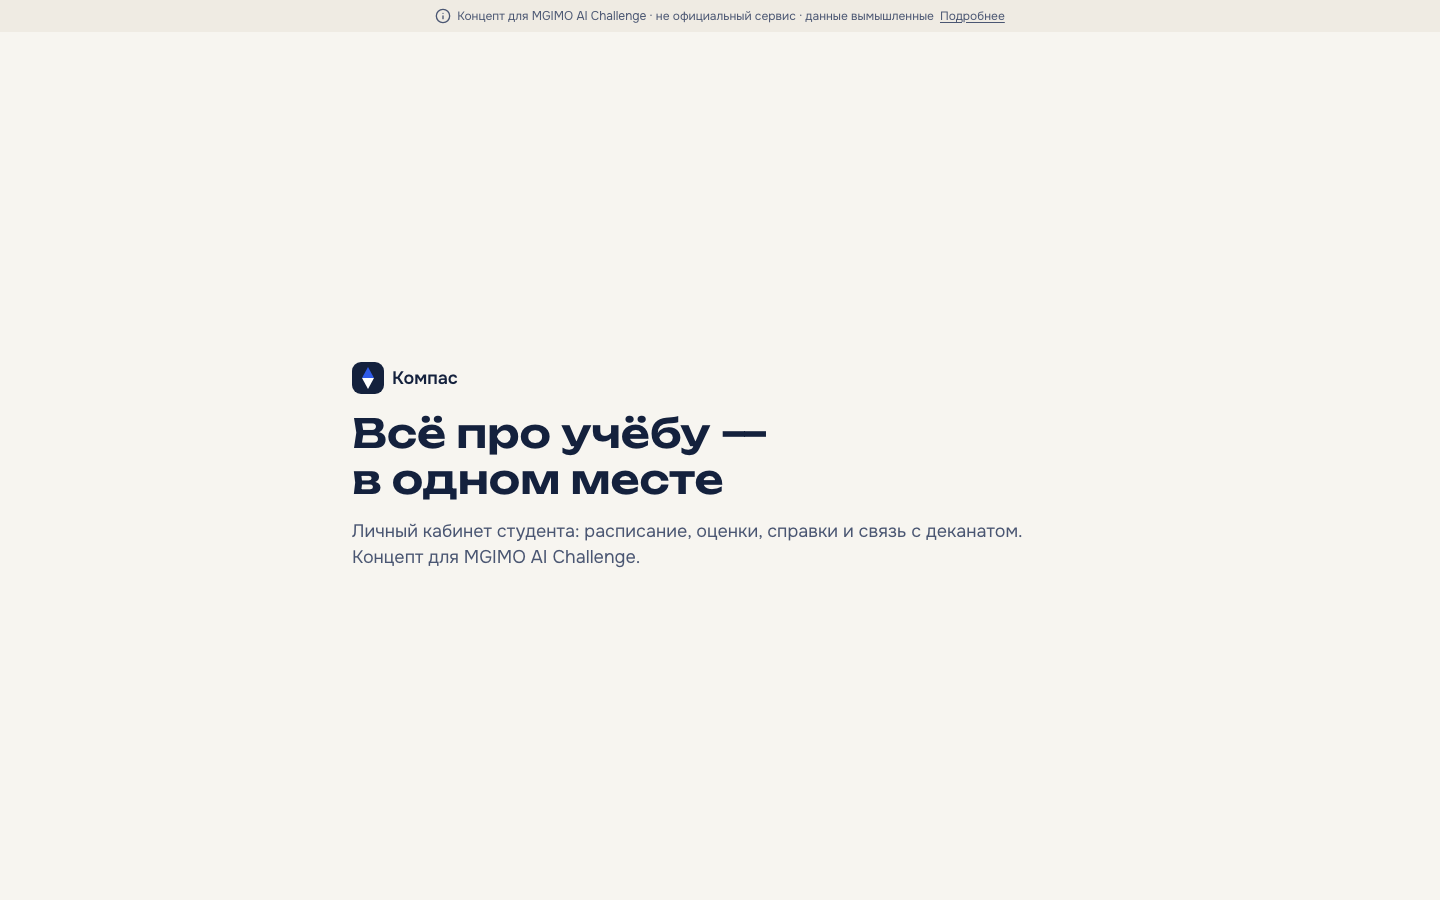 Концепт для MGIMO AI Challenge · не официальный сервис · данные вымышленные Подробнее
Компас
Всё про учёбу —
в одном месте
Личный кабинет студента: расписание, оценки, справки и связь с деканатом.
Концепт для MGIMO AI Challenge.